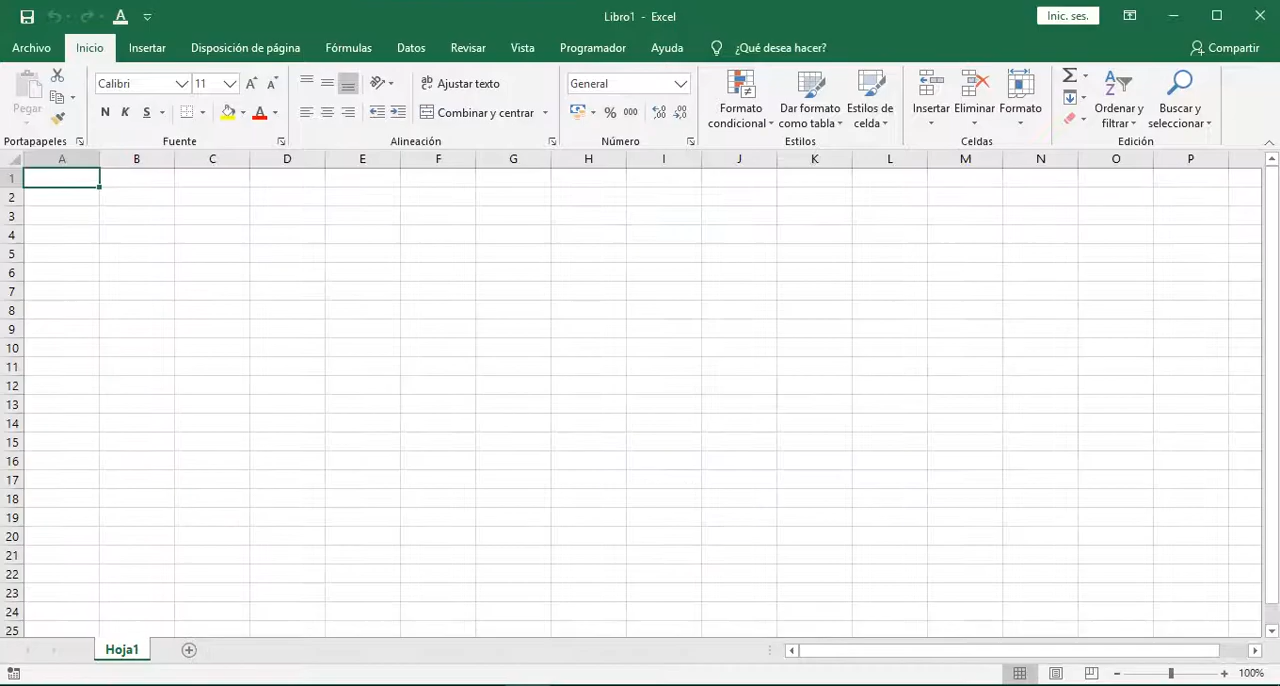 Libro1 - Excel
Inic. ses.
Archivo Inicio Insertar Disposición de página Fórmulas Datos Revisar Vista Programador Ayuda ¿Qué desea hacer? Compartir
Pegar
Calibri 11
N K S
Ajustar texto
Combinar y centrar
General
% 000
Formato condicional
Dar formato como tabla
Estilos de celda
Insertar
Eliminar
Formato
Ordenar y filtrar
Buscar y seleccionar
Portapapeles Fuente Alineación Número Estilos Celdas Edición
A B C D E F G H I J K L M N O P
1
2
3
4
5
6
7
8
9
10
11
12
13
14
15
16
17
18
19
20
21
22
23
24
25
Hoja1
100%